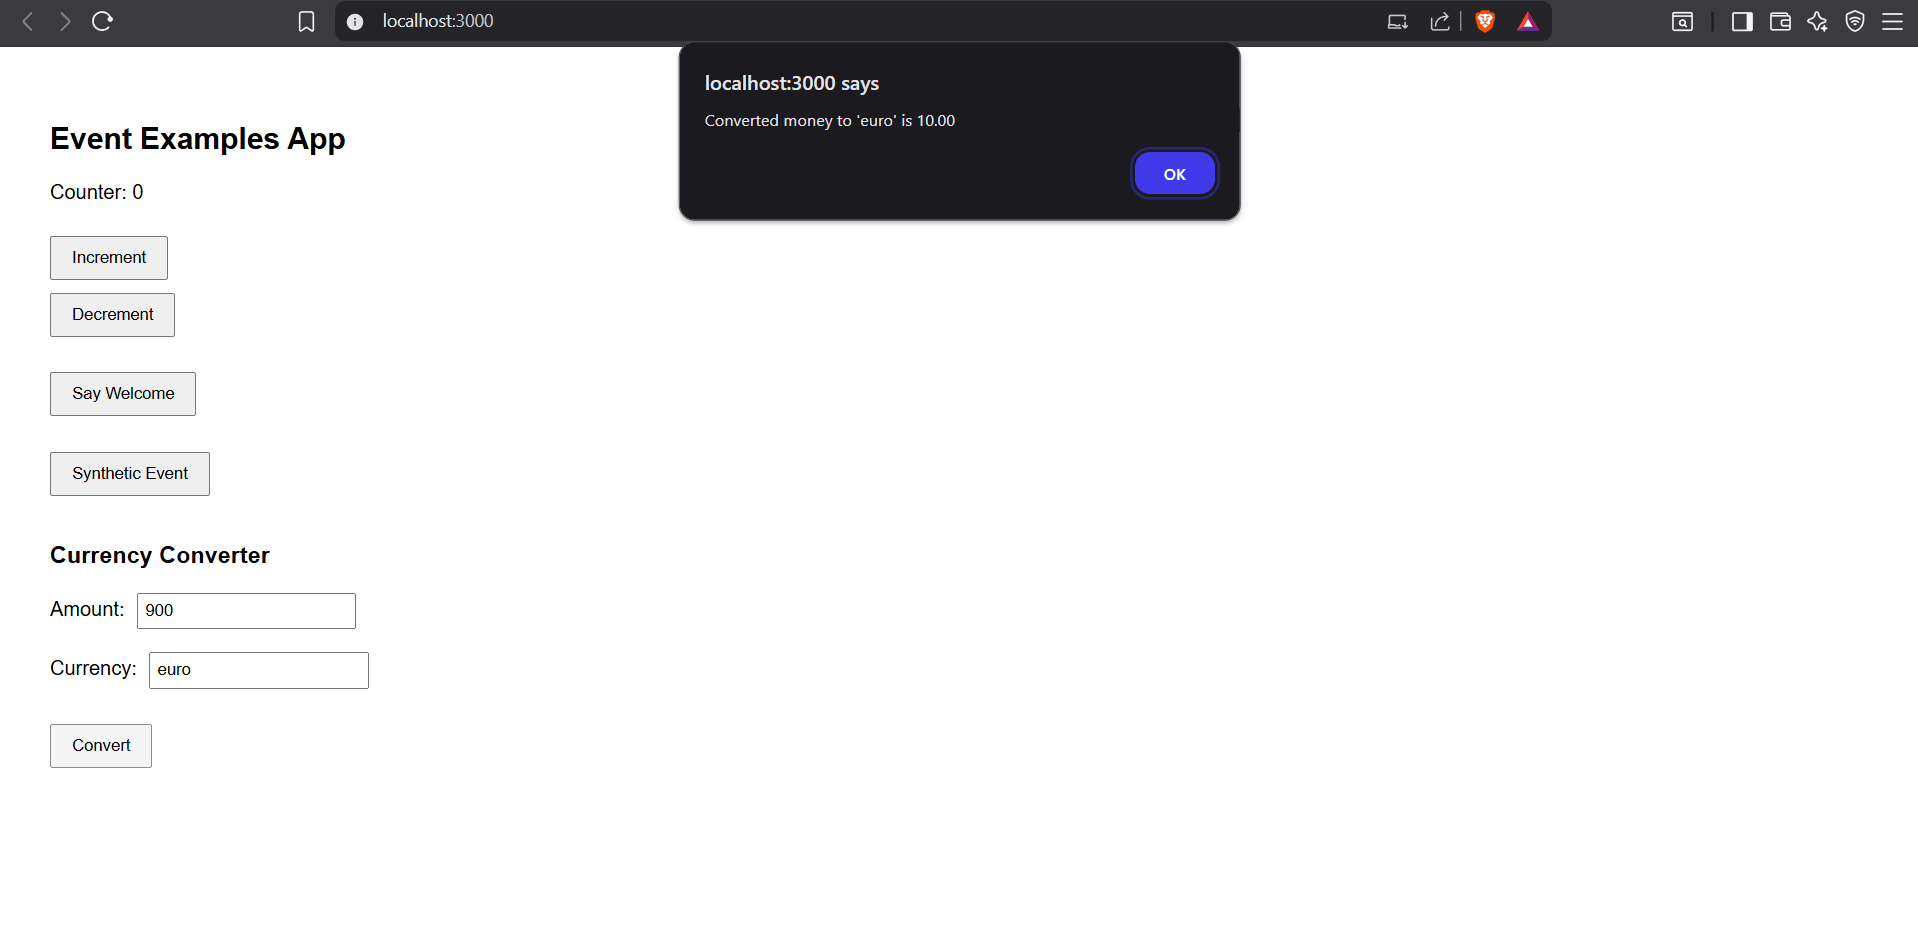 localhost:3000
localhost:3000 says
Converted money to 'euro' is 10.00
OK
Event Examples App
Counter: 0
Increment
Decrement
Say Welcome
Synthetic Event
Currency Converter
Amount: 900
Currency: euro
Convert